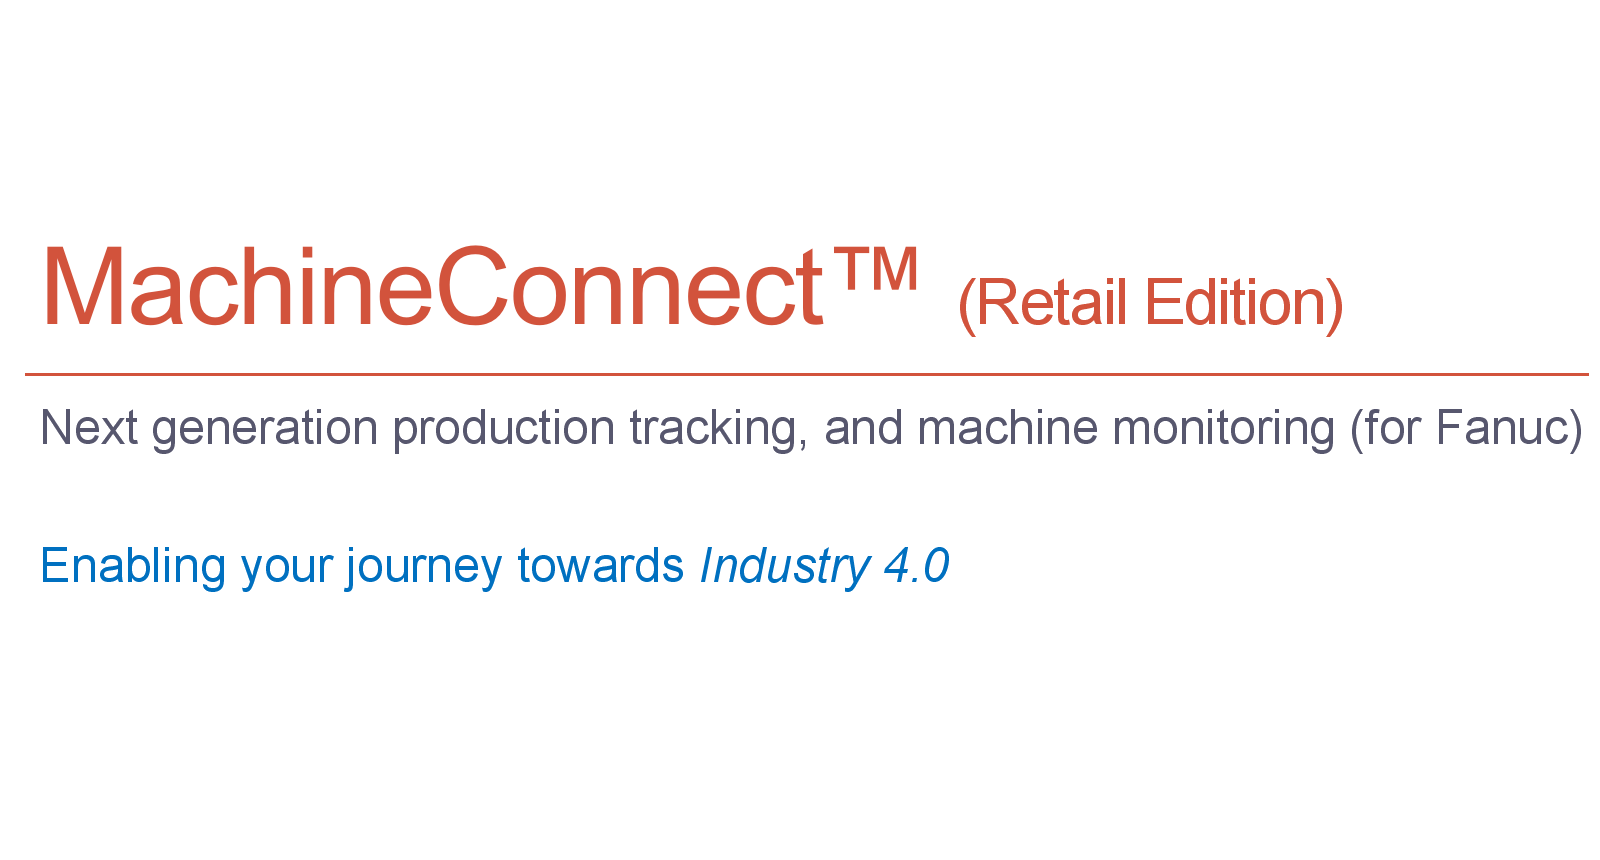 MachineConnect™ (Retail Edition)
Next generation production tracking, and machine monitoring (for Fanuc)
Enabling your journey towards Industry 4.0